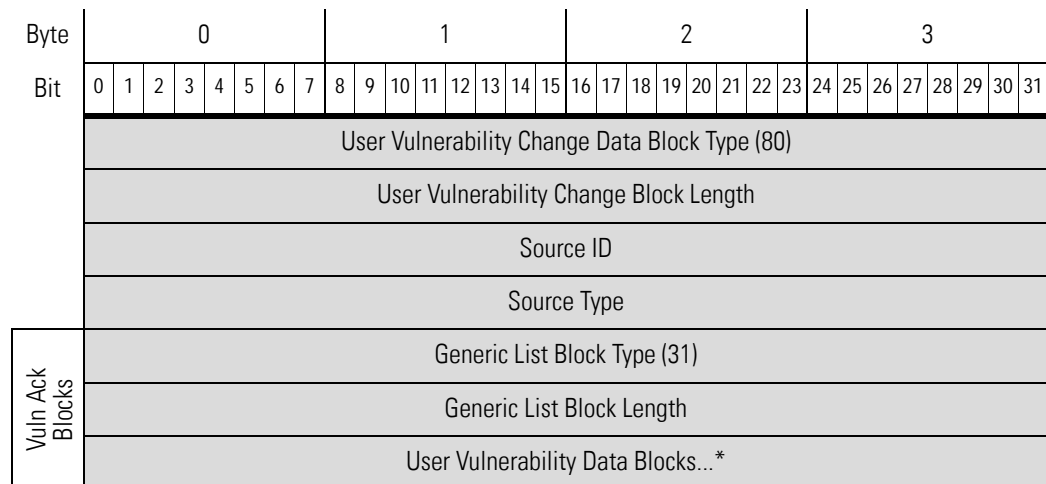 Byte 0 1 2 3
Bit 0 1 2 3 4 5 6 7 8 9 10 11 12 13 14 15 16 17 18 19 20 21 22 23 24 25 26 27 28 29 30 31
User Vulnerability Change Data Block Type (80)
User Vulnerability Change Block Length
Source ID
Source Type
Vuln Ack
Blocks
Generic List Block Type (31)
Generic List Block Length
User Vulnerability Data Blocks...*